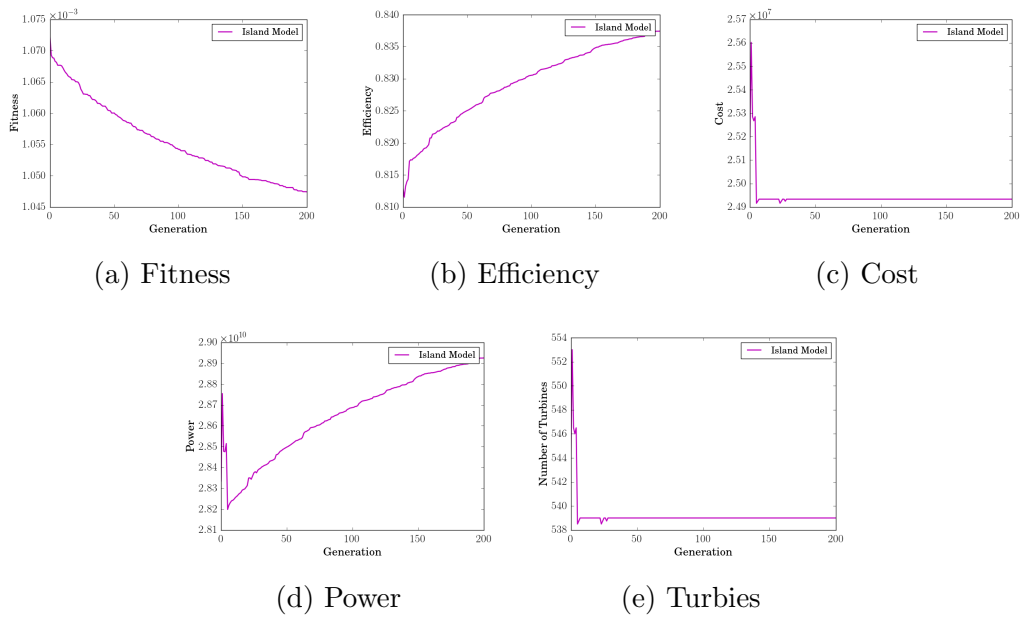 1.075 ×10⁻³
1.070
1.065
1.060
1.055
1.050
1.045
0 50 100 150 200
Fitness
Generation
Island Model
(a) Fitness
0.840
0.835
0.830
0.825
0.820
0.815
0.810
0 50 100 150 200
Efficiency
Generation
Island Model
(b) Efficiency
2.57 ×10⁷
2.56
2.55
2.54
2.53
2.52
2.51
2.50
2.49
0 50 100 150 200
Cost
Generation
Island Model
(c) Cost
2.90 ×10¹⁰
2.89
2.88
2.87
2.86
2.85
2.84
2.83
2.82
2.81
0 50 100 150 200
Power
Generation
Island Model
(d) Power
554
552
550
548
546
544
542
540
538
0 50 100 150 200
Number of Turbines
Generation
Island Model
(e) Turbies